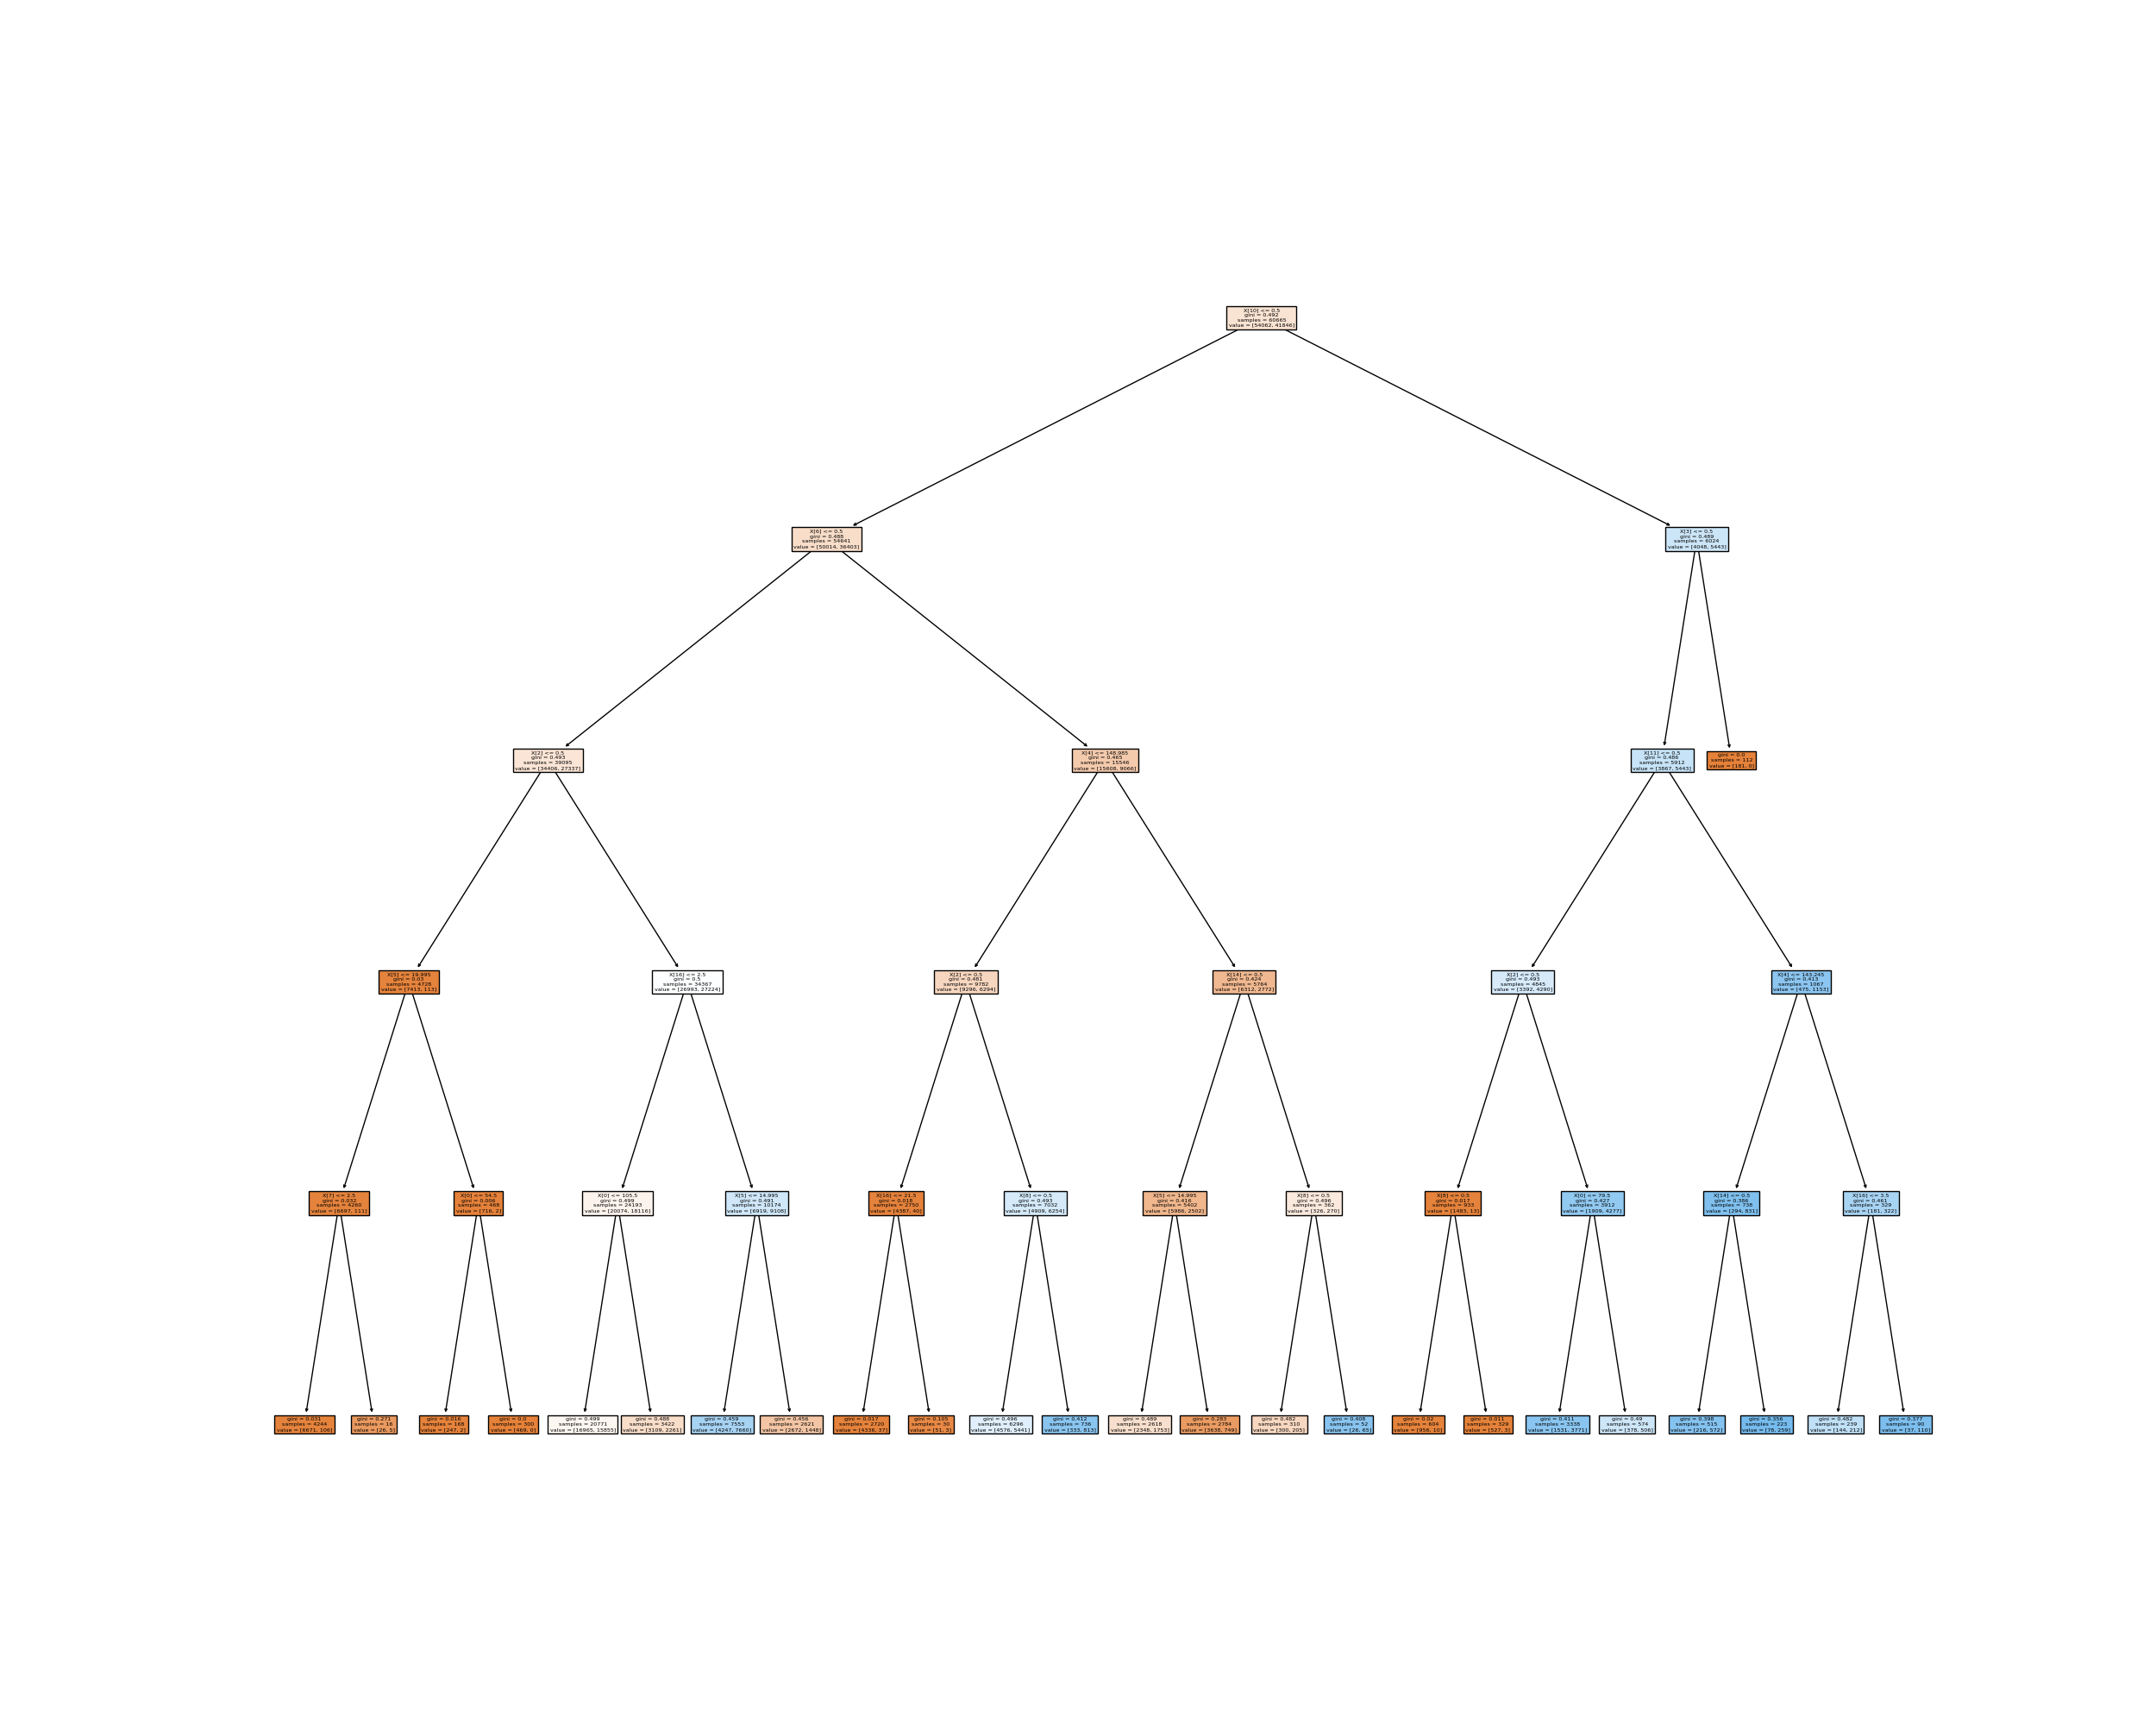 X[10] <= 0.5
gini = 0.492
samples = 60665
value = [54062, 41846]
X[6] <= 0.5
gini = 0.488
samples = 54641
value = [50014, 36403]
X[3] <= 0.5
gini = 0.489
samples = 6024
value = [4048, 5443]
X[2] <= 0.5
gini = 0.493
samples = 39095
value = [34406, 27337]
X[4] <= 148.985
gini = 0.465
samples = 15546
value = [15608, 9066]
X[11] <= 0.5
gini = 0.486
samples = 5912
value = [3867, 5443]
gini = 0.0
samples = 112
value = [181, 0]
X[5] <= 19.995
gini = 0.03
samples = 4728
value = [7413, 113]
X[16] <= 2.5
gini = 0.5
samples = 34367
value = [26993, 27224]
X[2] <= 0.5
gini = 0.481
samples = 9782
value = [9296, 6294]
X[14] <= 0.5
gini = 0.424
samples = 5764
value = [6312, 2772]
X[2] <= 0.5
gini = 0.493
samples = 4845
value = [3392, 4290]
X[4] <= 143.245
gini = 0.413
samples = 1067
value = [475, 1153]
X[7] <= 2.5
gini = 0.032
samples = 4260
value = [6697, 111]
X[0] <= 54.5
gini = 0.006
samples = 468
value = [716, 2]
X[0] <= 105.5
gini = 0.499
samples = 24193
value = [20074, 18116]
X[5] <= 14.995
gini = 0.491
samples = 10174
value = [6919, 9108]
X[16] <= 21.5
gini = 0.018
samples = 2750
value = [4387, 40]
X[8] <= 0.5
gini = 0.493
samples = 7032
value = [4909, 6254]
X[5] <= 14.995
gini = 0.416
samples = 5402
value = [5986, 2502]
X[8] <= 0.5
gini = 0.496
samples = 362
value = [326, 270]
X[8] <= 0.5
gini = 0.017
samples = 933
value = [1483, 13]
X[0] <= 79.5
gini = 0.427
samples = 3912
value = [1909, 4277]
X[14] <= 0.5
gini = 0.386
samples = 738
value = [294, 831]
X[16] <= 3.5
gini = 0.461
samples = 329
value = [181, 322]
gini = 0.031
samples = 4244
value = [6671, 106]
gini = 0.271
samples = 16
value = [26, 5]
gini = 0.016
samples = 168
value = [247, 2]
gini = 0.0
samples = 300
value = [469, 0]
gini = 0.499
samples = 20771
value = [16965, 15855]
gini = 0.488
samples = 3422
value = [3109, 2261]
gini = 0.459
samples = 7553
value = [4247, 7660]
gini = 0.456
samples = 2621
value = [2672, 1448]
gini = 0.017
samples = 2720
value = [4336, 37]
gini = 0.105
samples = 30
value = [51, 3]
gini = 0.496
samples = 6296
value = [4576, 5441]
gini = 0.412
samples = 736
value = [333, 813]
gini = 0.489
samples = 2618
value = [2348, 1753]
gini = 0.283
samples = 2784
value = [3638, 749]
gini = 0.482
samples = 310
value = [300, 205]
gini = 0.408
samples = 52
value = [26, 65]
gini = 0.02
samples = 604
value = [956, 10]
gini = 0.011
samples = 329
value = [527, 3]
gini = 0.411
samples = 3338
value = [1531, 3771]
gini = 0.49
samples = 574
value = [378, 506]
gini = 0.398
samples = 515
value = [216, 572]
gini = 0.356
samples = 223
value = [78, 259]
gini = 0.482
samples = 239
value = [144, 212]
gini = 0.377
samples = 90
value = [37, 110]